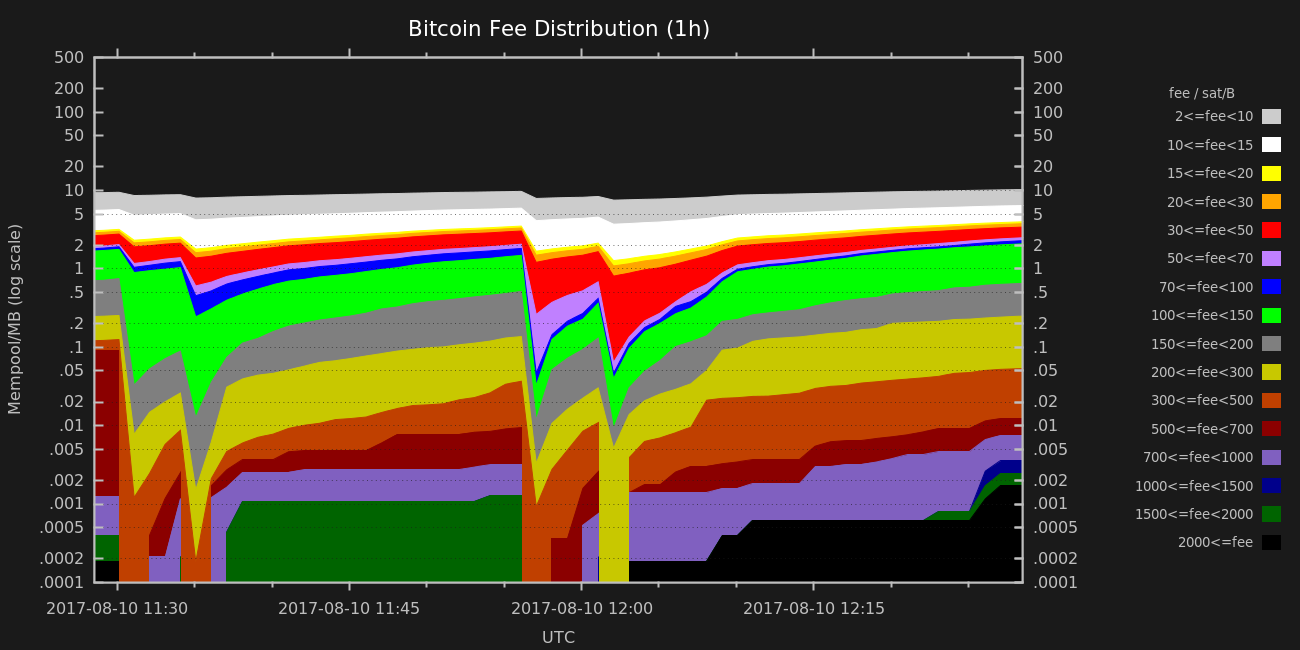 Bitcoin Fee Distribution (1h)
500 500
200 200
100 100
50 50
20 20
10 10
5 5
2 2
1 1
.5 .5
.2 .2
.1 .1
.05 .05
.02 .02
.01 .01
.005 .005
.002 .002
.001 .001
.0005 .0005
.0002 .0002
.0001 .0001
Mempool/MB (log scale)
2017-08-10 11:30 2017-08-10 11:45 2017-08-10 12:00 2017-08-10 12:15
UTC
fee / sat/B
2<=fee<10
10<=fee<15
15<=fee<20
20<=fee<30
30<=fee<50
50<=fee<70
70<=fee<100
100<=fee<150
150<=fee<200
200<=fee<300
300<=fee<500
500<=fee<700
700<=fee<1000
1000<=fee<1500
1500<=fee<2000
2000<=fee